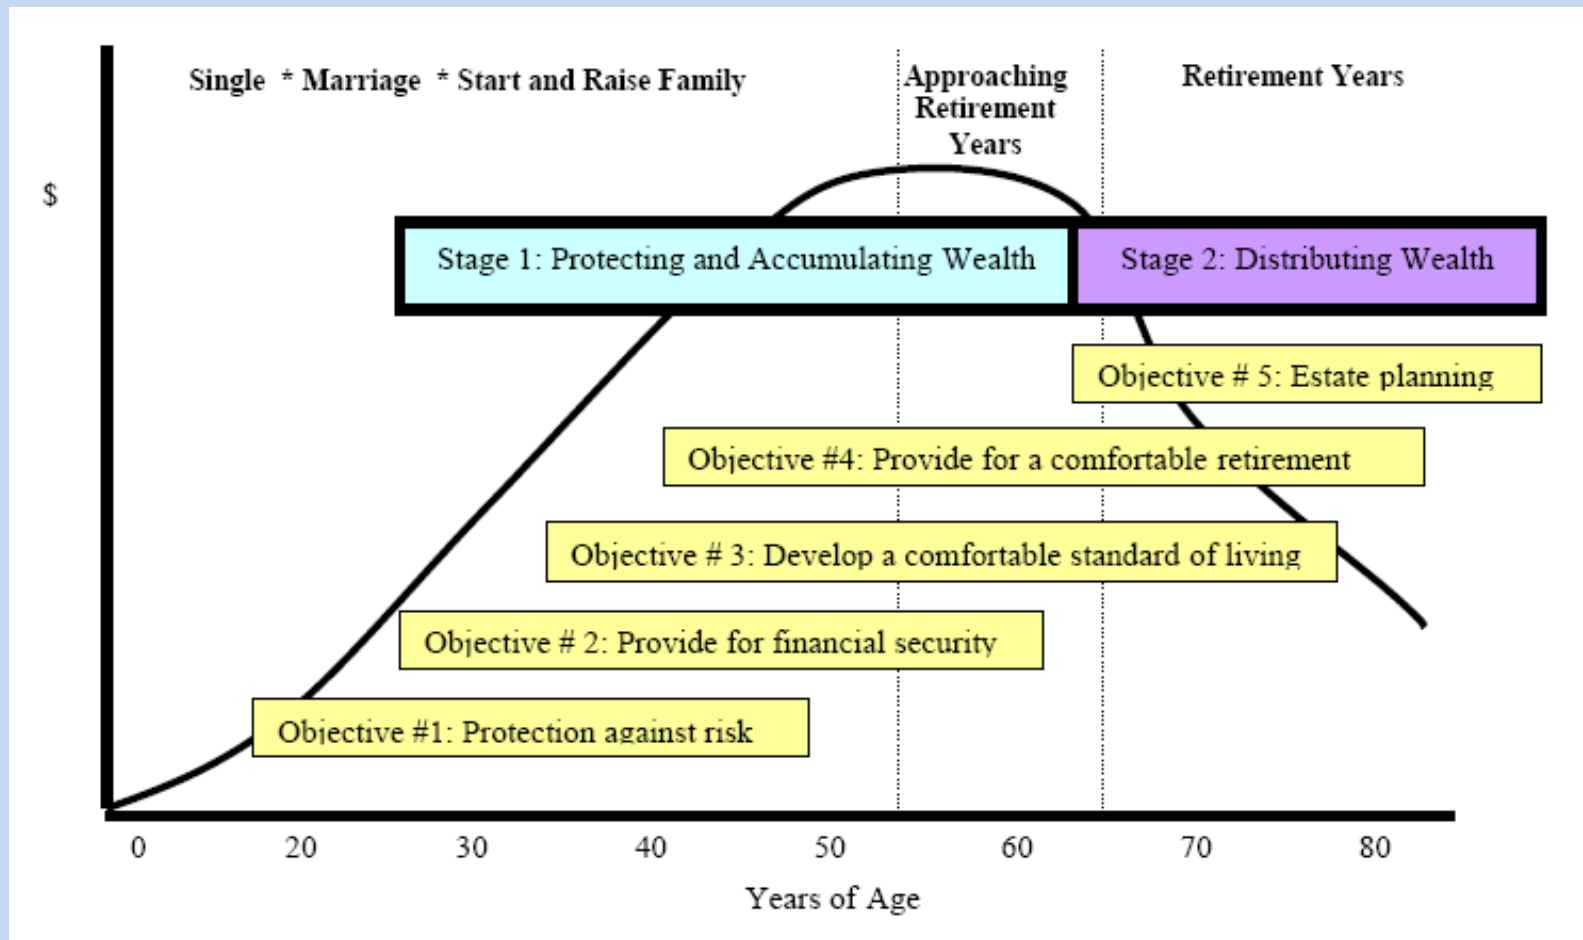 Single * Marriage * Start and Raise Family
Approaching
Retirement
Years
Retirement Years
$
Stage 1: Protecting and Accumulating Wealth
Stage 2: Distributing Wealth
Objective # 5: Estate planning
Objective #4: Provide for a comfortable retirement
Objective # 3: Develop a comfortable standard of living
Objective # 2: Provide for financial security
Objective #1: Protection against risk
0 20 30 40 50 60 70 80
Years of Age